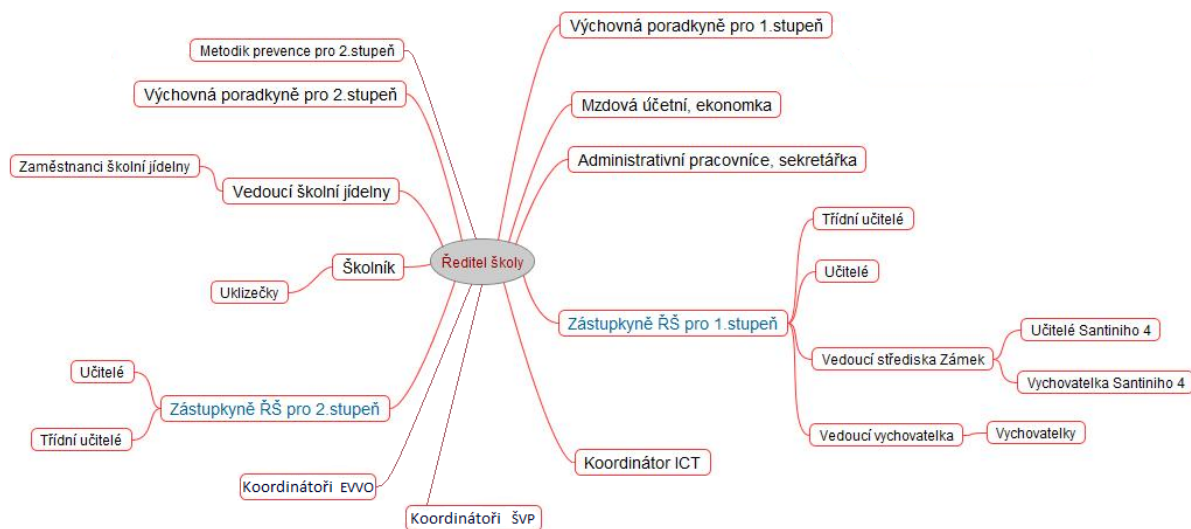 Výchovná poradkyně pro 1.stupeň
Metodik prevence pro 2.stupeň
Výchovná poradkyně pro 2.stupeň
Mzdová účetní, ekonomka
Administrativní pracovníce, sekretářka
Zaměstnanci školní jídelny
Vedoucí školní jídelny
Třídní učitelé
Ředitel školy
Školník
Učitelé
Uklizečky
Zástupkyně ŘŠ pro 1.stupeň
Učitelé Santiniho 4
Vedoucí střediska Zámek
Učitelé
Vychovatelka Santiniho 4
Zástupkyně ŘŠ pro 2.stupeň
Třídní učitelé
Vedoucí vychovatelka
Vychovatelky
Koordinátor ICT
Koordinátoři EVVO
Koordinátoři ŠVP